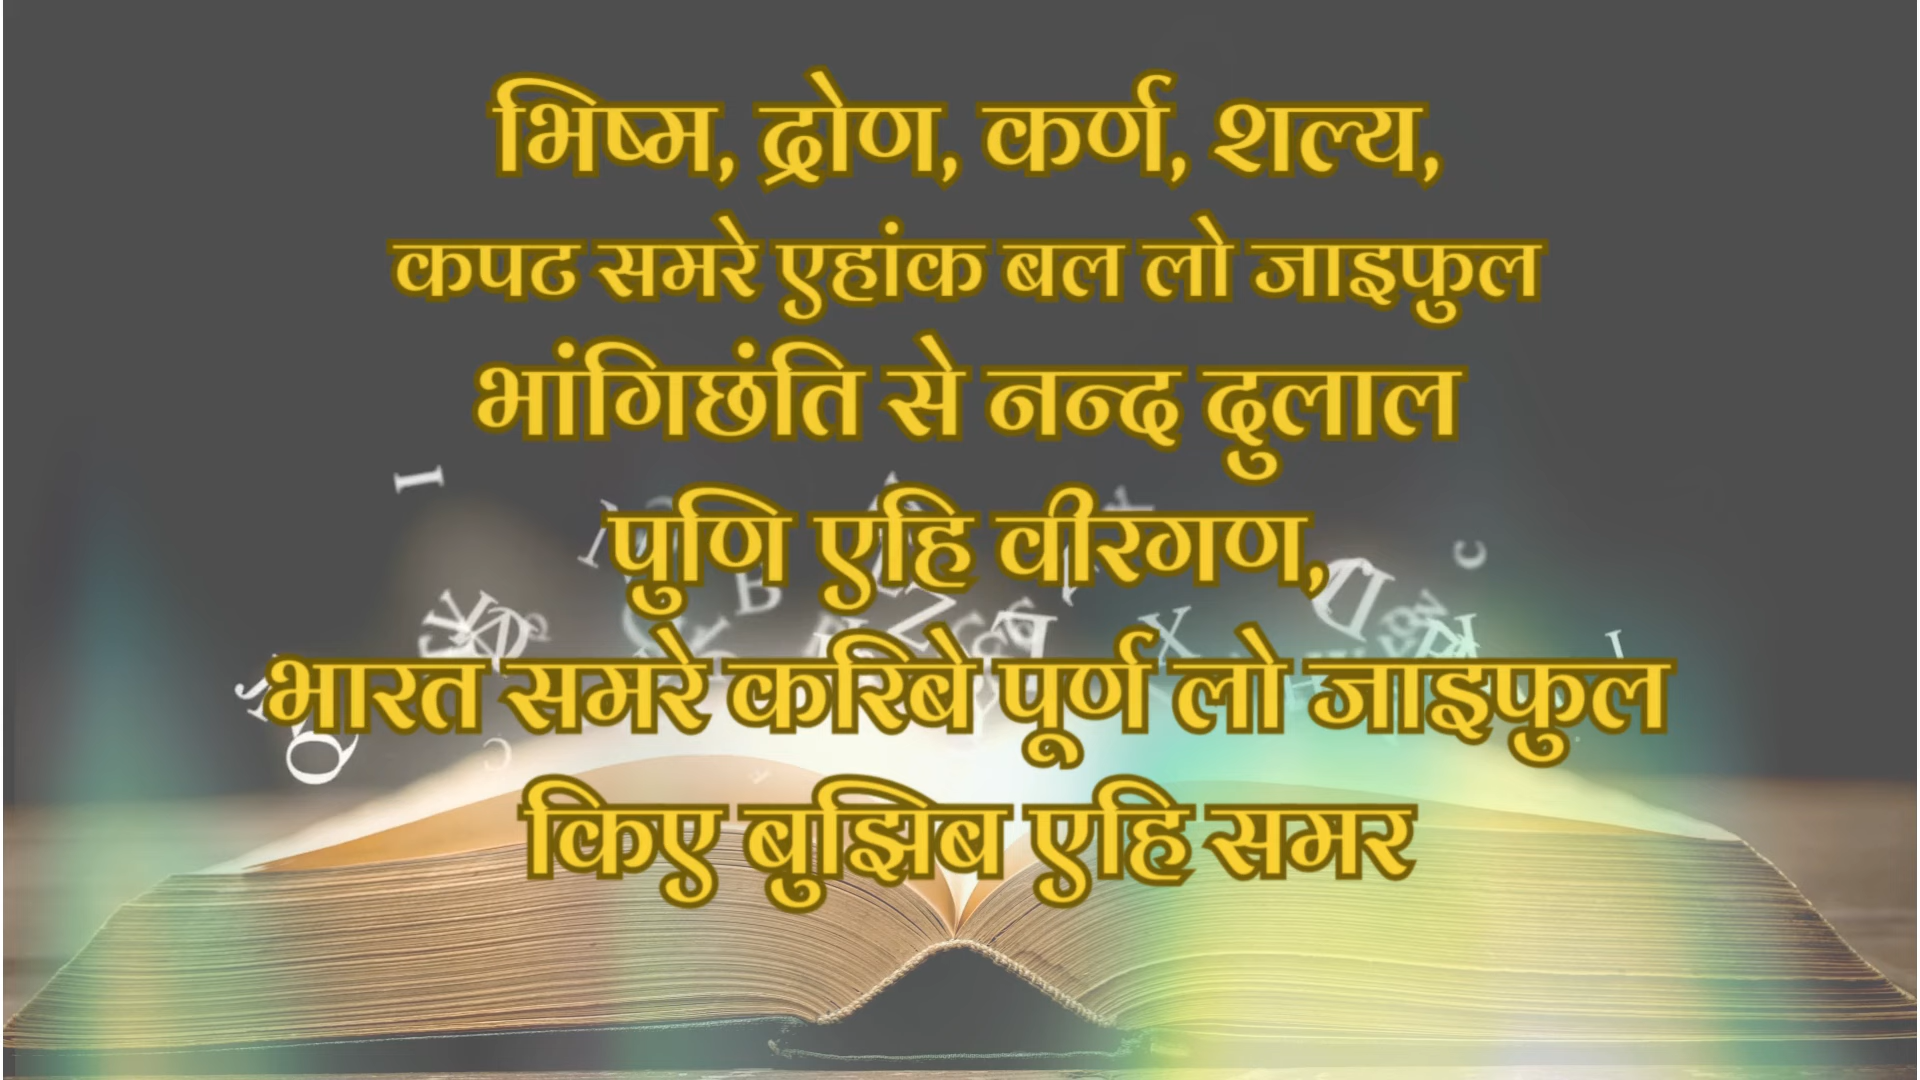 भिष्म, द्रोण, कर्ण, शल्य,
कपट समरे एहांक बल लो जाइफुल
भांगिछंति से नन्द दुलाल
पुणि एहि वीरगण,
भारत समरे करिबे पूर्ण लो जाइफुल
किए बुझिब एहि समर